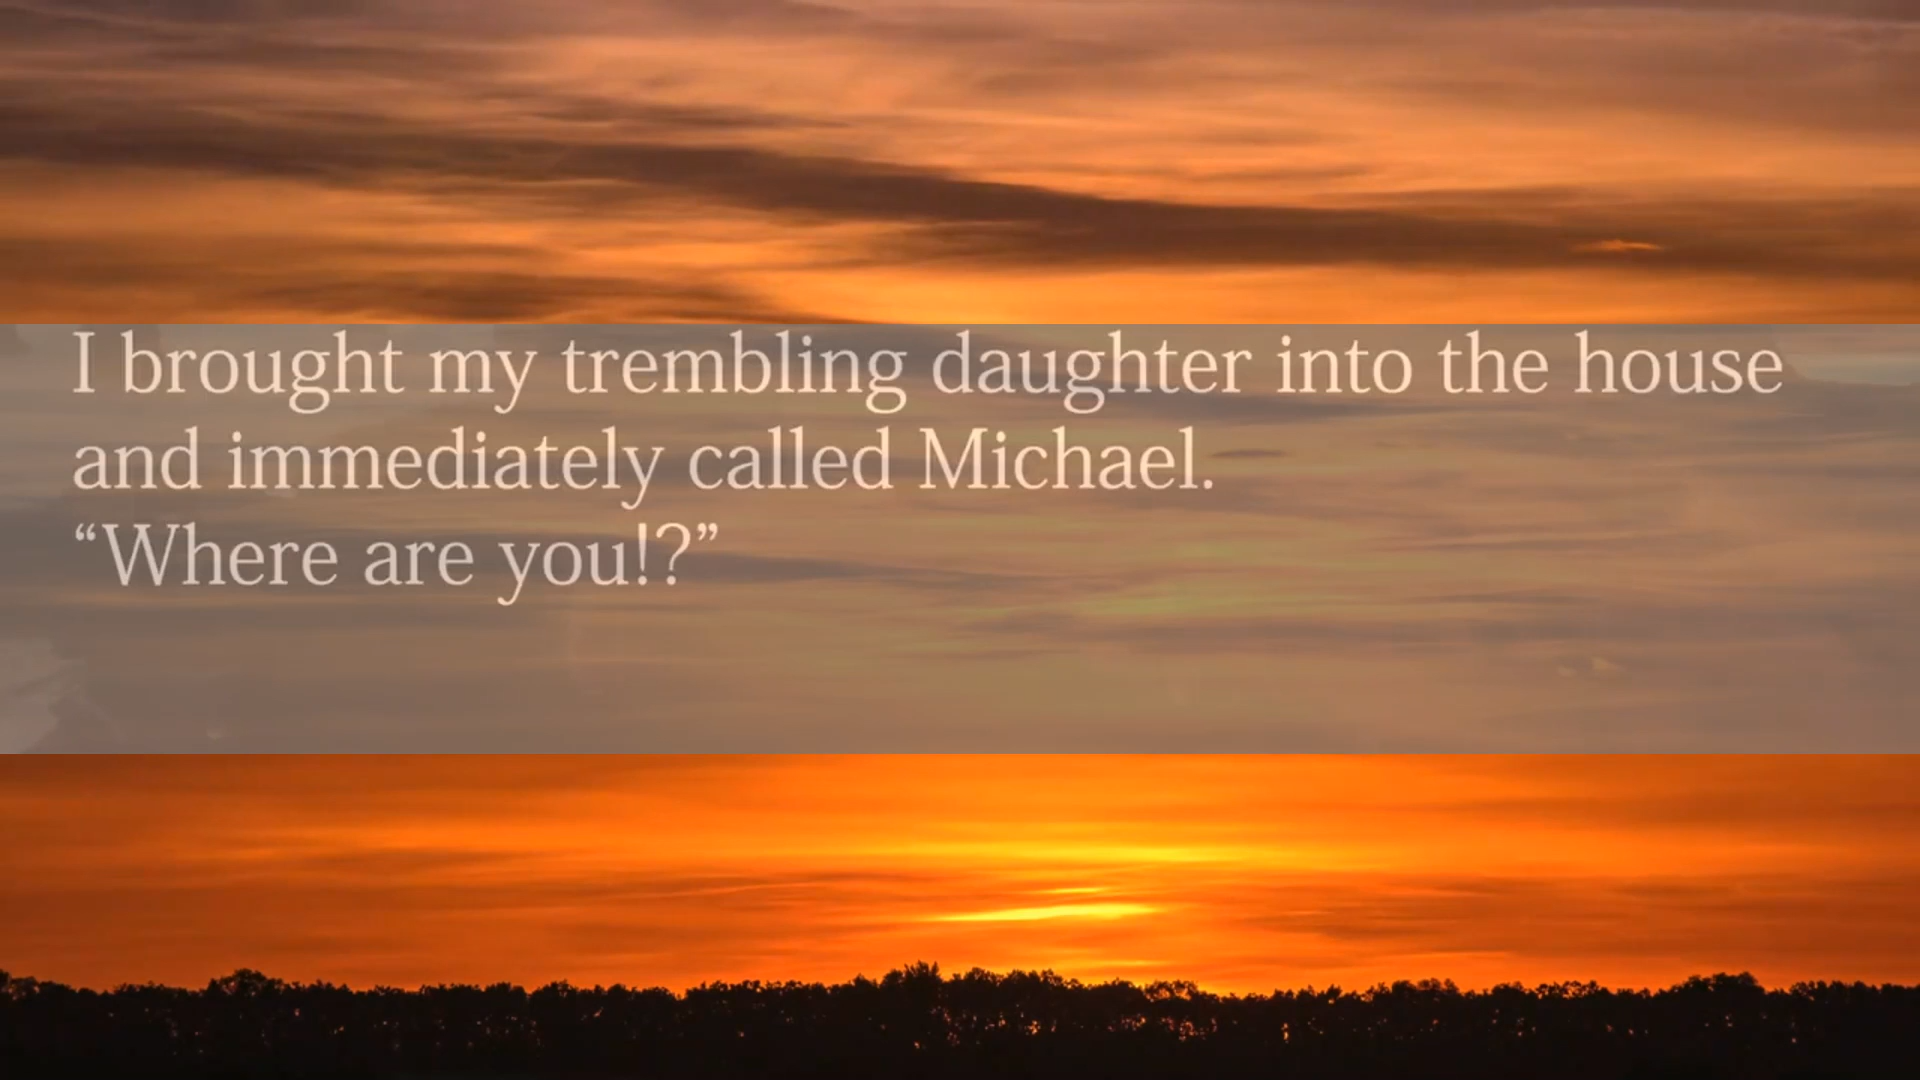 I brought my trembling daughter into the house
and immediately called Michael.
“Where are you!?”